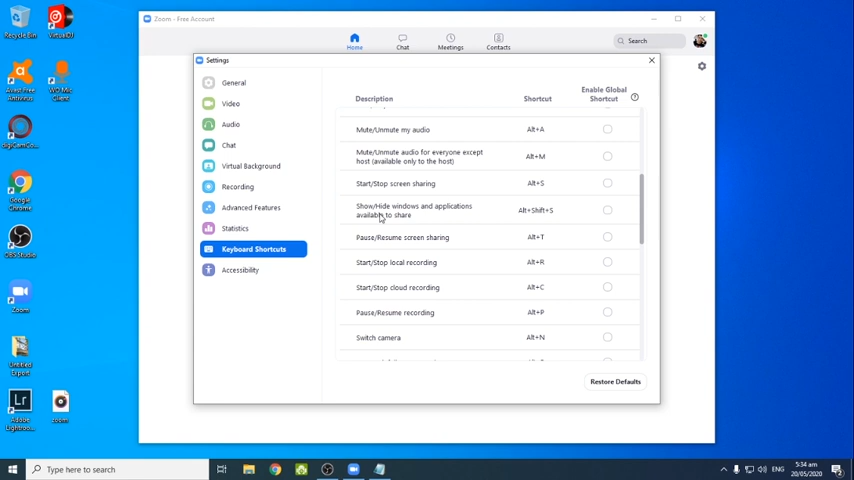 Recycle Bin
VirtualDJ
Avast Free
Antivirus
WO Mic
Client
digiCamCo...
Google
Chrome
OBS Studio
Zoom
Untitled
Export
Adobe
Lightroo...
zoom
Zoom - Free Account
Home
Chat
Meetings
Contacts
Search
Settings
General
Video
Audio
Chat
Virtual Background
Recording
Advanced Features
Statistics
Keyboard Shortcuts
Accessibility
Description
Shortcut
Enable Global
Shortcut
?
Mute/Unmute my audio
Alt+A
Mute/Unmute audio for everyone except
host (available only to the host)
Alt+M
Start/Stop screen sharing
Alt+S
Show/Hide windows and applications
available to share
Alt+Shift+S
Pause/Resume screen sharing
Alt+T
Start/Stop local recording
Alt+R
Start/Stop cloud recording
Alt+C
Pause/Resume recording
Alt+P
Switch camera
Alt+N
Restore Defaults
Type here to search
ENG
5:34 am
20/05/2020
2